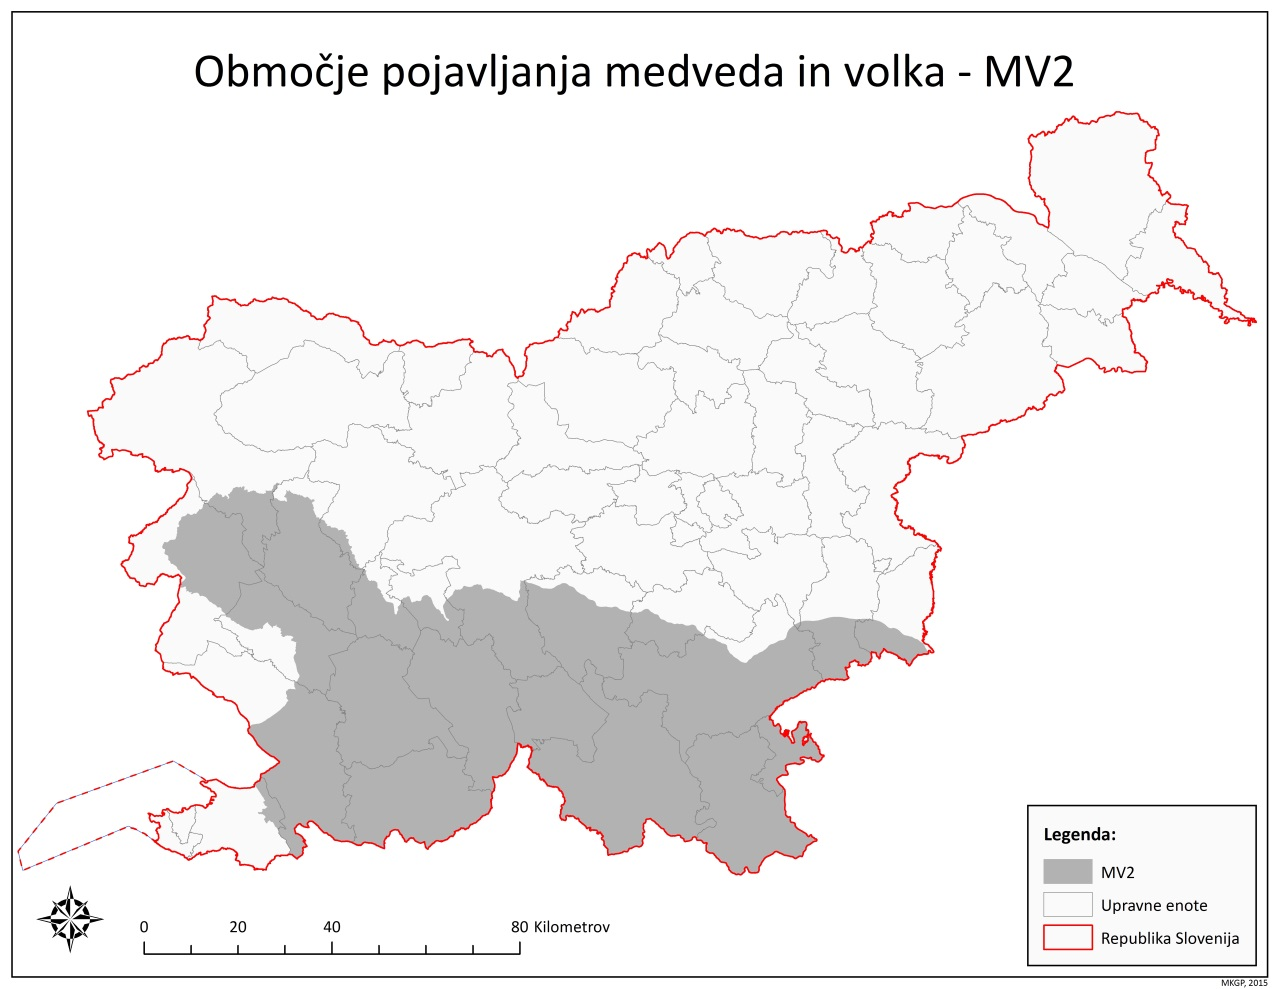 Območje pojavljanja medveda in volka - MV2
Legenda:
MV2
Upravne enote
Republika Slovenija
0 20 40 80 Kilometrov
MKGP, 2015